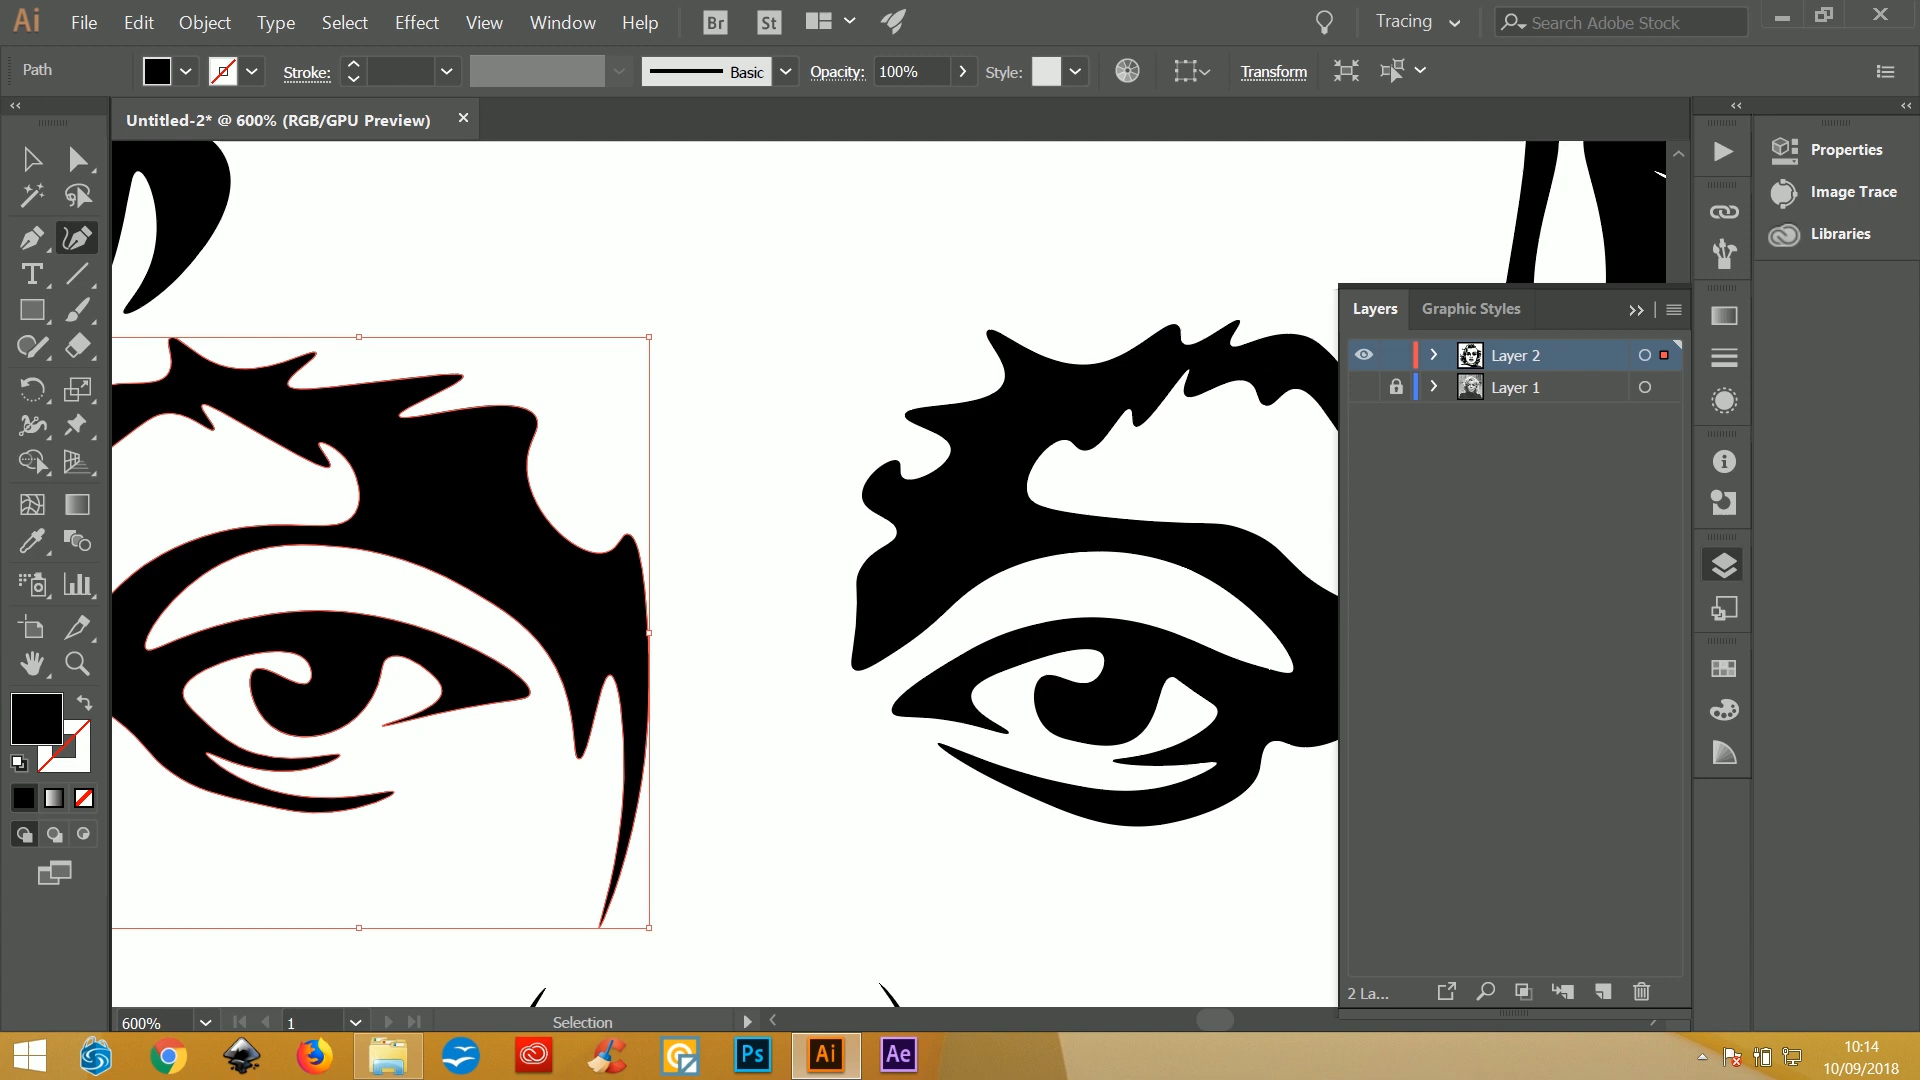 Ai File Edit Object Type Select Effect View Window Help Br St Tracing Search Adobe Stock
Path Stroke: Basic Opacity: 100% Style: Transform
Untitled-2* @ 600% (RGB/GPU Preview)
Properties
Image Trace
Libraries
Layers Graphic Styles
Layer 2
Layer 1
2 La...
600% 1 Selection
Ps Ai Ae
10:14
10/09/2018